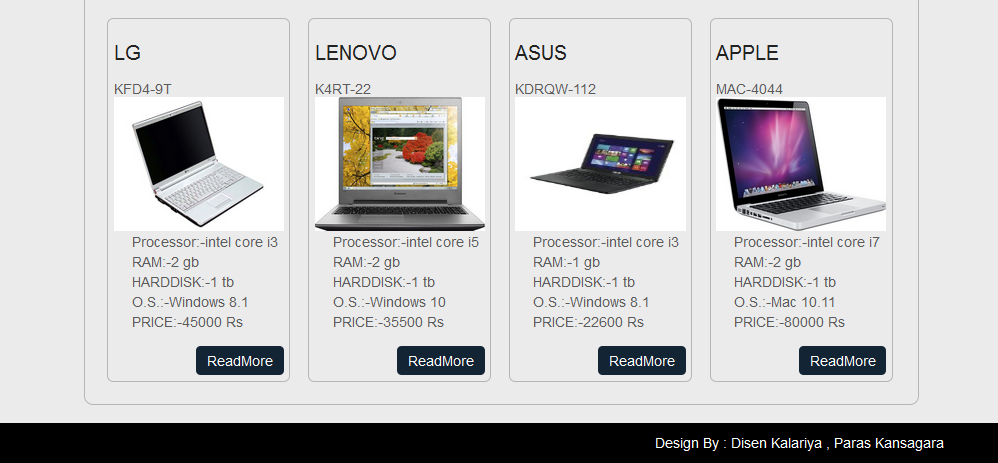 LG
KFD4-9T
Processor:-intel core i3
RAM:-2 gb
HARDDISK:-1 tb
O.S.:-Windows 8.1
PRICE:-45000 Rs
ReadMore
LENOVO
K4RT-22
Processor:-intel core i5
RAM:-2 gb
HARDDISK:-1 tb
O.S.:-Windows 10
PRICE:-35500 Rs
ReadMore
ASUS
KDRQW-112
Processor:-intel core i3
RAM:-1 gb
HARDDISK:-1 tb
O.S.:-Windows 8.1
PRICE:-22600 Rs
ReadMore
APPLE
MAC-4044
Processor:-intel core i7
RAM:-2 gb
HARDDISK:-1 tb
O.S.:-Mac 10.11
PRICE:-80000 Rs
ReadMore
Design By : Disen Kalariya , Paras Kansagara